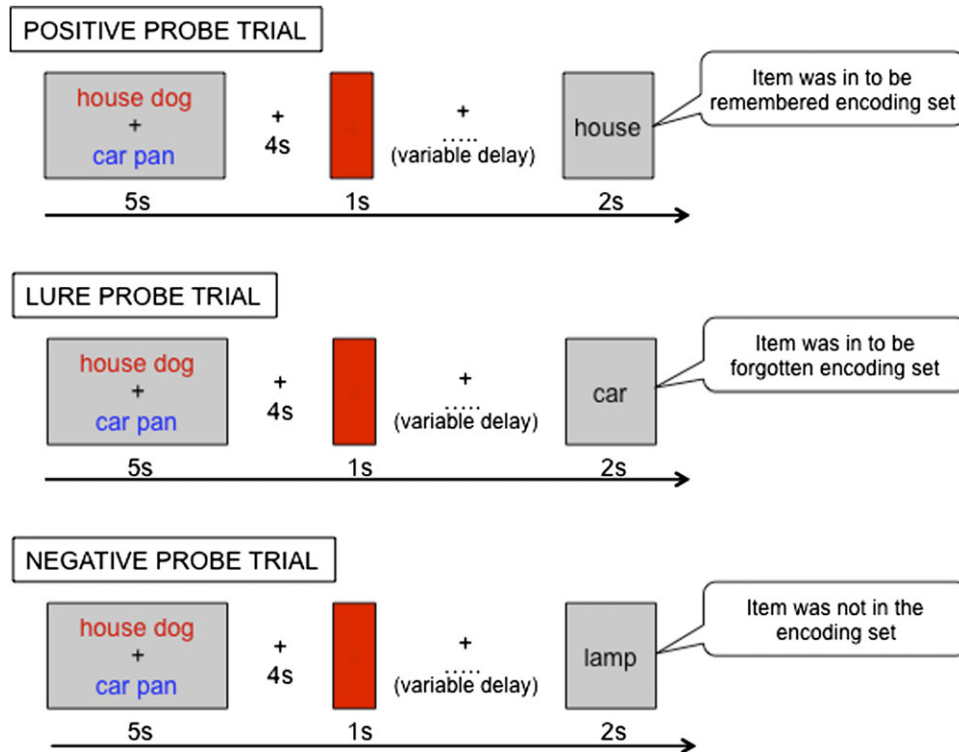 POSITIVE PROBE TRIAL
house dog
+
car pan
+
4s
+
.....
(variable delay)
house
Item was in to be
remembered encoding set
5s
1s
2s
LURE PROBE TRIAL
house dog
+
car pan
+
4s
+
.....
(variable delay)
car
Item was in to be
forgotten encoding set
5s
1s
2s
NEGATIVE PROBE TRIAL
house dog
+
car pan
+
4s
+
.....
(variable delay)
lamp
Item was not in the
encoding set
5s
1s
2s